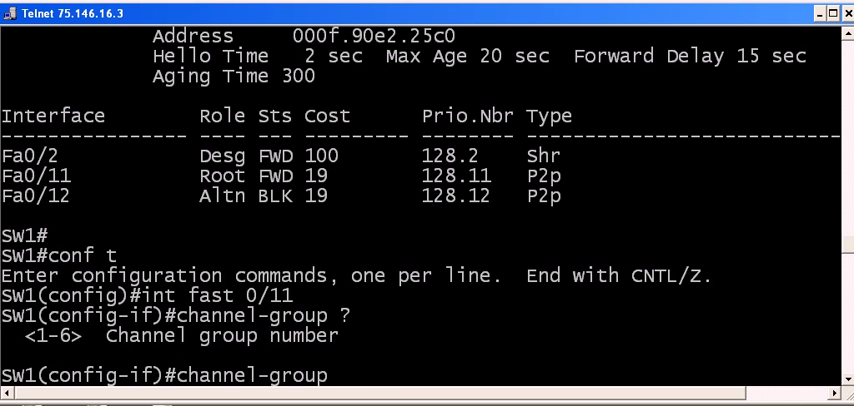 Telnet 75.146.16.3
Address 000f.90e2.25c0
Hello Time 2 sec Max Age 20 sec Forward Delay 15 sec
Aging Time 300
Interface Role Sts Cost Prio.Nbr Type
---------------- ---- --- --------- -------- ---------------------------
Fa0/2 Desg FWD 100 128.2 Shr
Fa0/11 Root FWD 19 128.11 P2p
Fa0/12 Altn BLK 19 128.12 P2p
SW1#
SW1#conf t
Enter configuration commands, one per line. End with CNTL/Z.
SW1(config)#int fast 0/11
SW1(config-if)#channel-group ?
<1-6> Channel group number
SW1(config-if)#channel-group